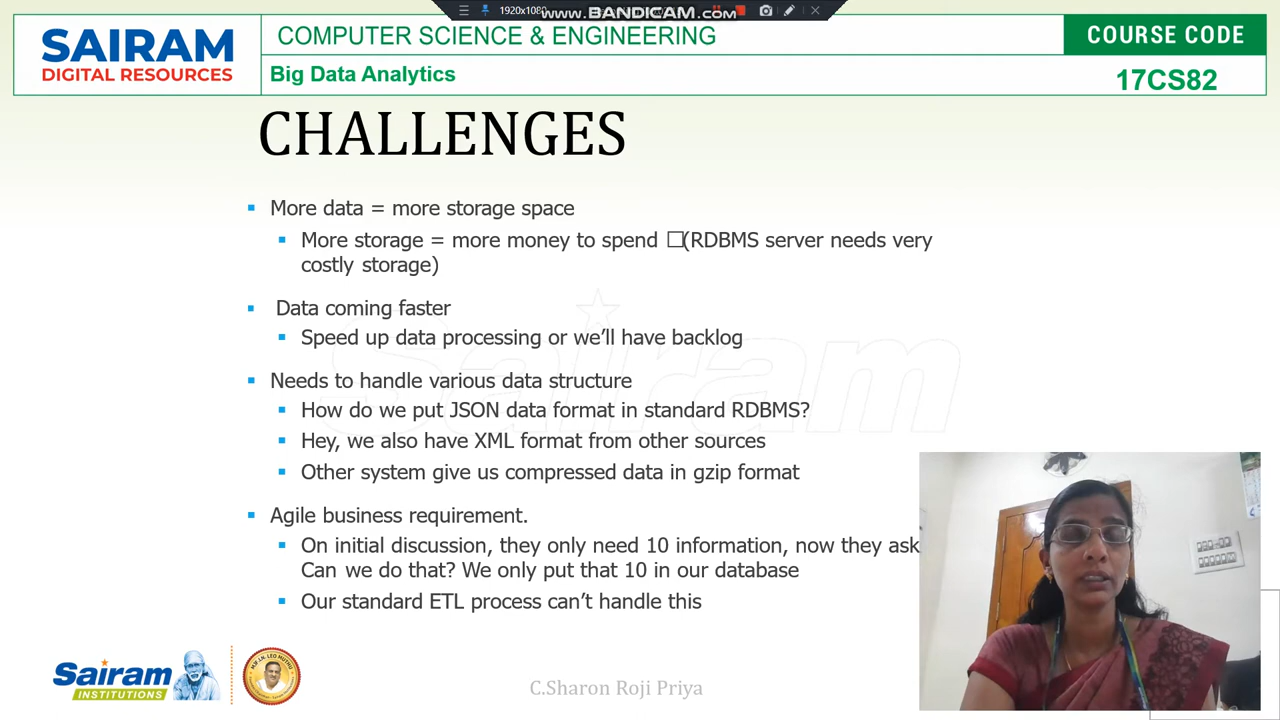 1920x1080
www.BANDICAM.com
SAIRAM
DIGITAL RESOURCES
COMPUTER SCIENCE & ENGINEERING
COURSE CODE
Big Data Analytics
17CS82
CHALLENGES
More data = more storage space
More storage = more money to spend □(RDBMS server needs very
costly storage)
Data coming faster
Speed up data processing or we’ll have backlog
Needs to handle various data structure
How do we put JSON data format in standard RDBMS?
Hey, we also have XML format from other sources
Other system give us compressed data in gzip format
Agile business requirement.
On initial discussion, they only need 10 information, now they ask
Can we do that? We only put that 10 in our database
Our standard ETL process can’t handle this
Sairam
Sairam
INSTITUTIONS
C.Sharon Roji Priya